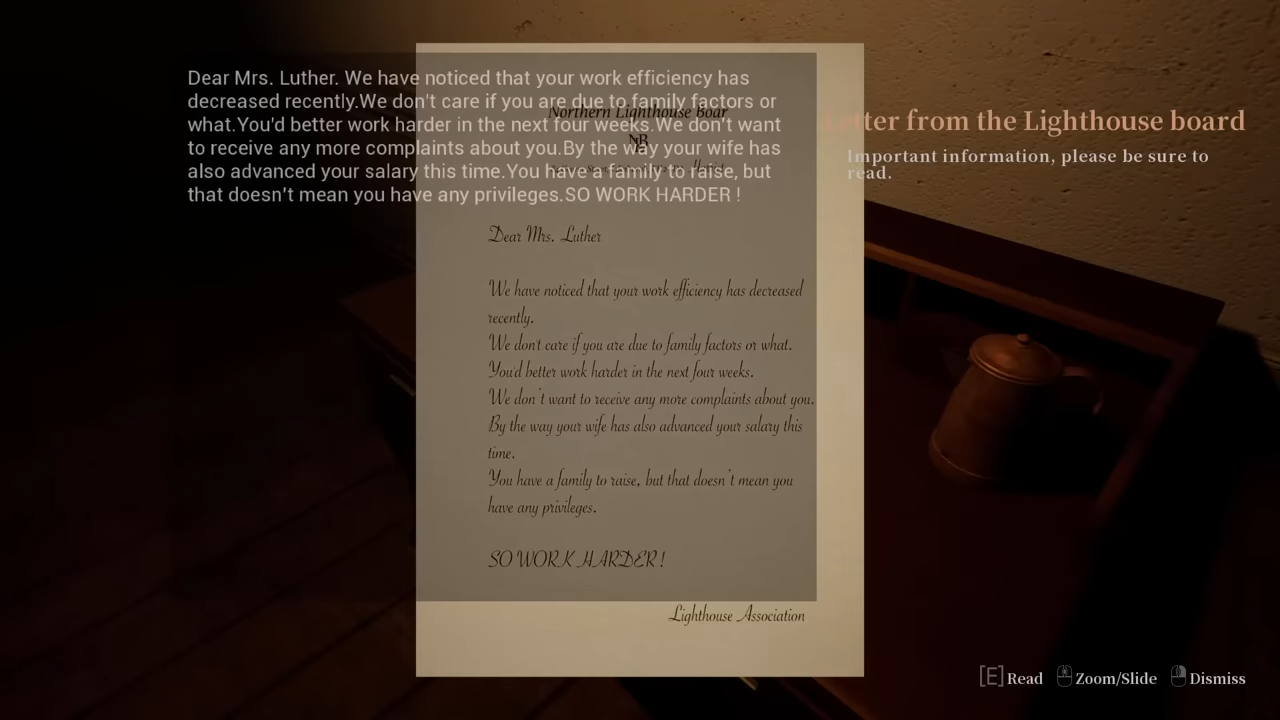 Dear Mrs. Luther. We have noticed that your work efficiency has
decreased recently.We don't care if you are due to family factors or
what.You'd better work harder in the next four weeks.We don't want
to receive any more complaints about you.By the way your wife has
also advanced your salary this time.You have a family to raise, but
that doesn't mean you have any privileges.SO WORK HARDER !
Northern Lighthouse Boar
NB
Dear Mrs. Luther
We have noticed that your work efficiency has decreased
recently.
We don't care if you are due to family factors or what.
You'd better work harder in the next four weeks.
We don't want to receive any more complaints about you.
By the way your wife has also advanced your salary this
time.
You have a family to raise, but that doesn't mean you
have any privileges.
SO WORK HARDER !
Lighthouse Association
Letter from the Lighthouse board
Important information, please be sure to
read.
[E] Read Zoom/Slide Dismiss